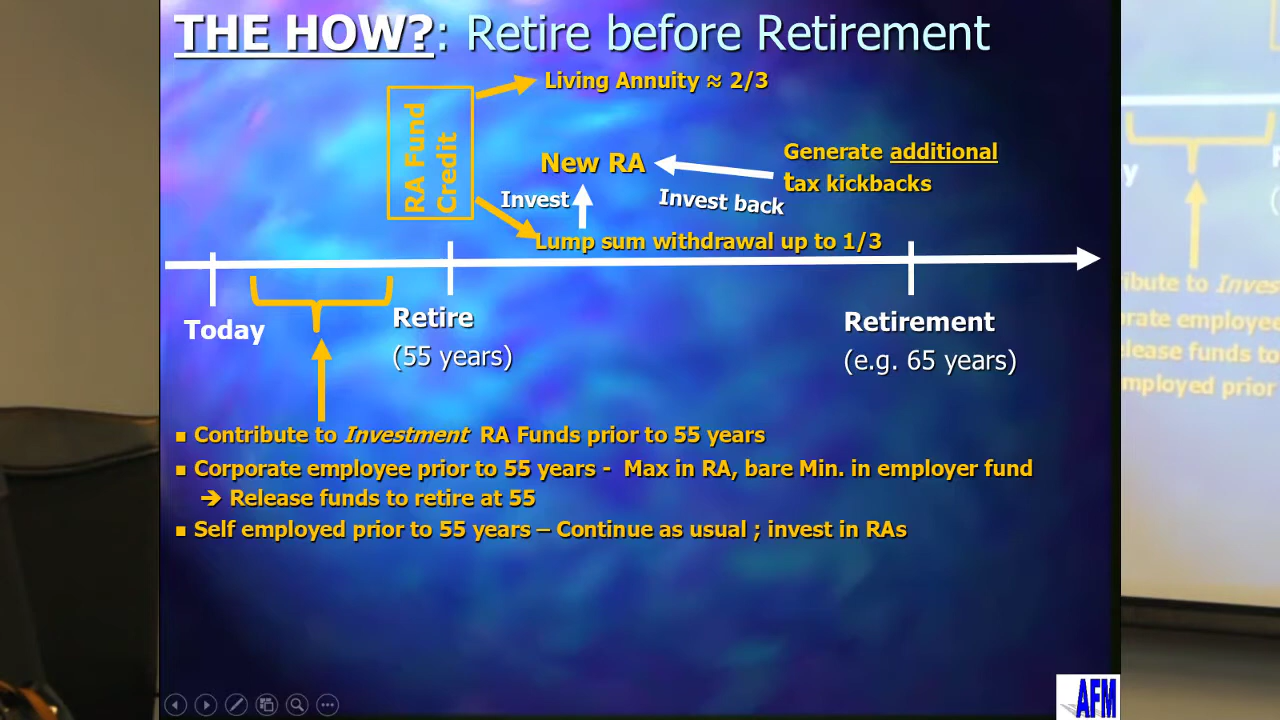 THE HOW?: Retire before Retirement
Living Annuity ≈ 2/3
RA Fund
Credit
New RA
Generate additional
tax kickbacks
Invest
Invest back
Lump sum withdrawal up to 1/3
Today
Retire
(55 years)
Retirement
(e.g. 65 years)
▪ Contribute to Investment RA Funds prior to 55 years
▪ Corporate employee prior to 55 years - Max in RA, bare Min. in employer fund
➔ Release funds to retire at 55
▪ Self employed prior to 55 years – Continue as usual ; invest in RAs
AFM